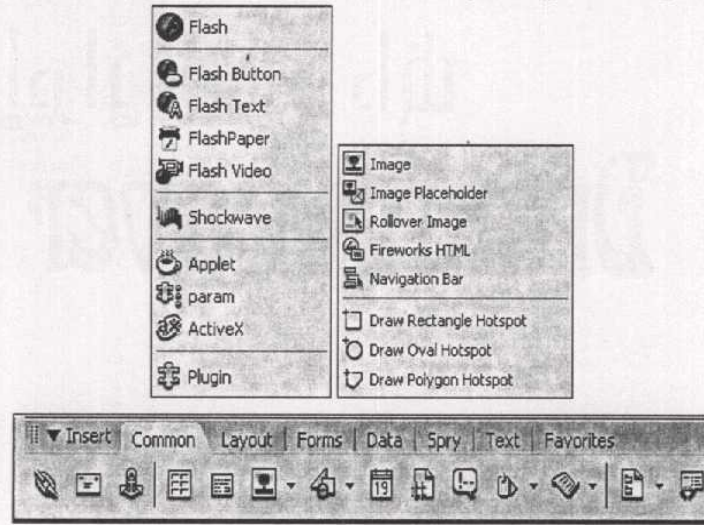 Flash
Flash Button
Flash Text
FlashPaper
Flash Video
Shockwave
Applet
param
ActiveX
Plugin
Image
Image Placeholder
Rollover Image
Fireworks HTML
Navigation Bar
Draw Rectangle Hotspot
Draw Oval Hotspot
Draw Polygon Hotspot
Insert Common Layout Forms Data Spry Text Favorites
19